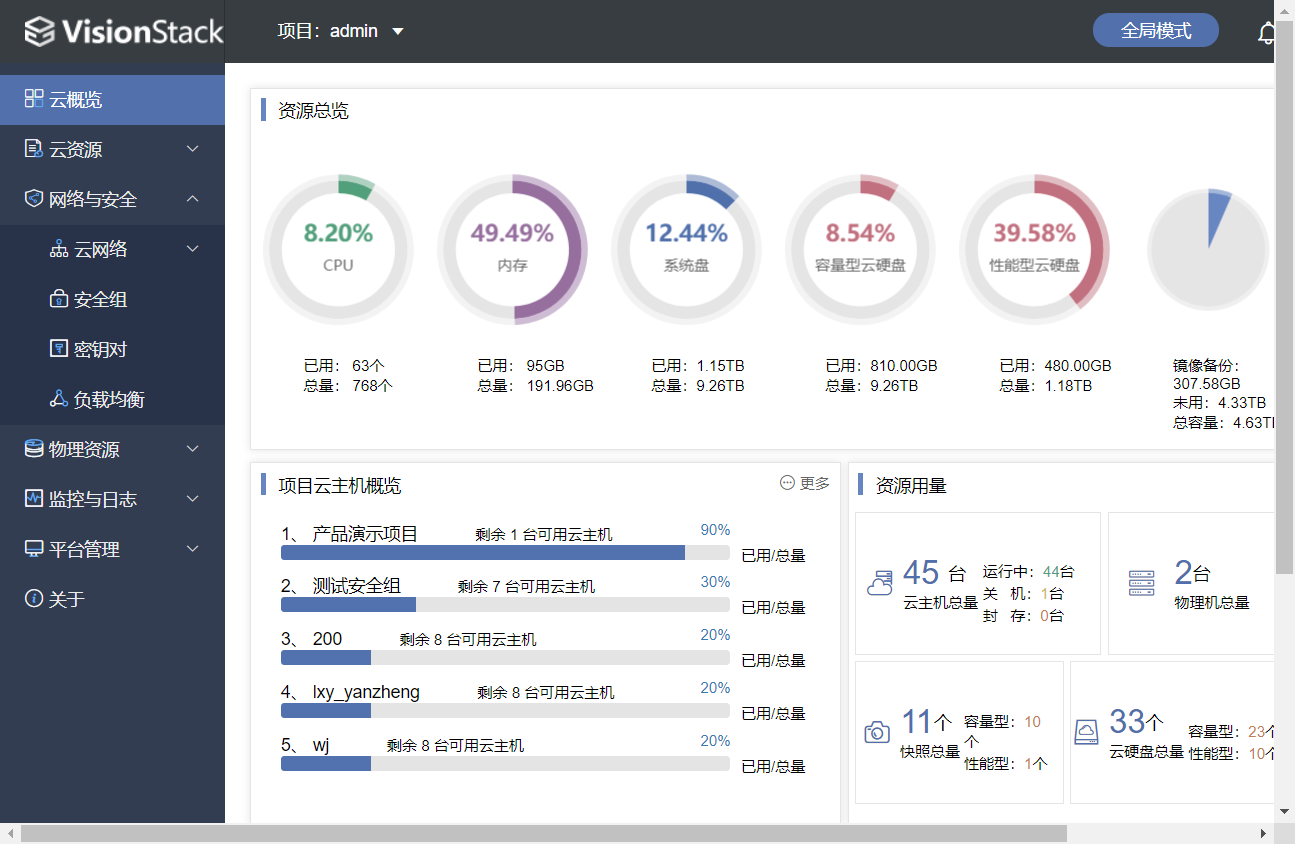 VisionStack
项目：admin
全局模式
云概览
云资源
网络与安全
云网络
安全组
密钥对
负载均衡
物理资源
监控与日志
平台管理
关于
资源总览
8.20%
CPU
已用： 63个
总量： 768个
49.49%
内存
已用： 95GB
总量： 191.96GB
12.44%
系统盘
已用：1.15TB
总量：9.26TB
8.54%
容量型云硬盘
已用：810.00GB
总量：9.26TB
39.58%
性能型云硬盘
已用：480.00GB
总量：1.18TB
镜像备份：
307.58GB
未用：4.33TB
总容量：4.63T
项目云主机概览
更多
1、 产品演示项目 剩余 1 台可用云主机 90%
已用/总量
2、 测试安全组 剩余 7 台可用云主机 30%
已用/总量
3、 200 剩余 8 台可用云主机 20%
已用/总量
4、 lxy_yanzheng 剩余 8 台可用云主机 20%
已用/总量
5、 wj 剩余 8 台可用云主机 20%
已用/总量
资源用量
45 台
云主机总量
运行中：44台
关 机：1台
封 存：0台
2台
物理机总量
11个
快照总量
容量型：10
个
性能型：1个
33个
云硬盘总量
容量型：23个
性能型：10个